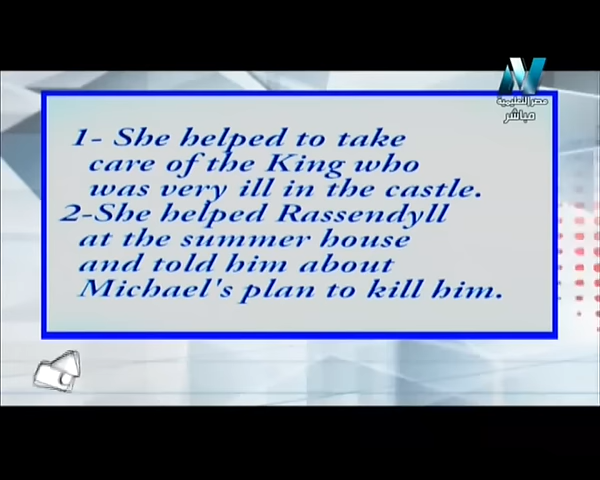 مصر التعليمية
مباشر
1- She helped to take
care of the King who
was very ill in the castle.
2-She helped Rassendyll
at the summer house
and told him about
Michael's plan to kill him.